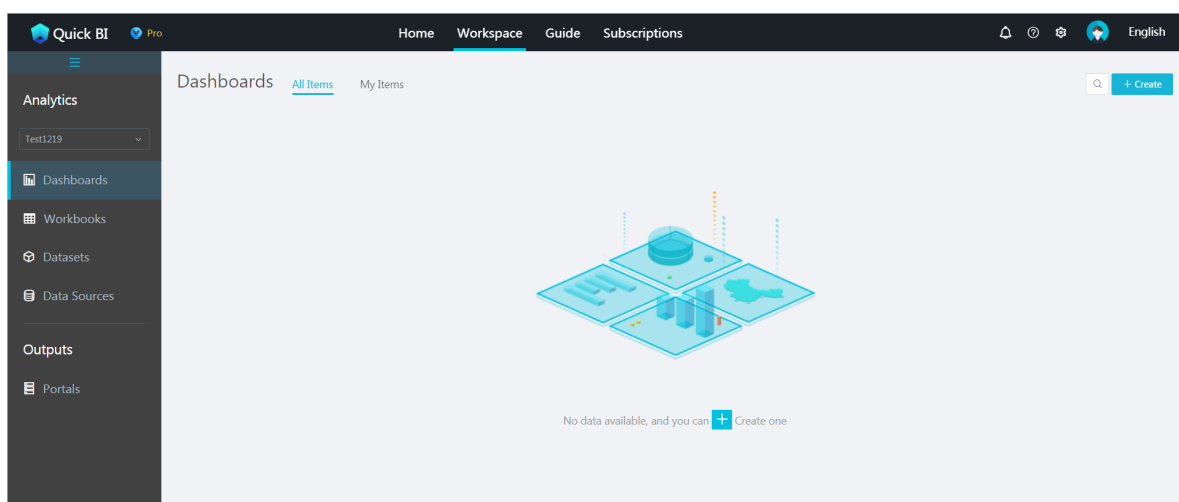 Quick BI Pro Home Workspace Guide Subscriptions English
Dashboards All Items My Items + Create
Analytics
Test1219
Dashboards
Workbooks
Datasets
Data Sources
Outputs
Portals
No data available, and you can + Create one